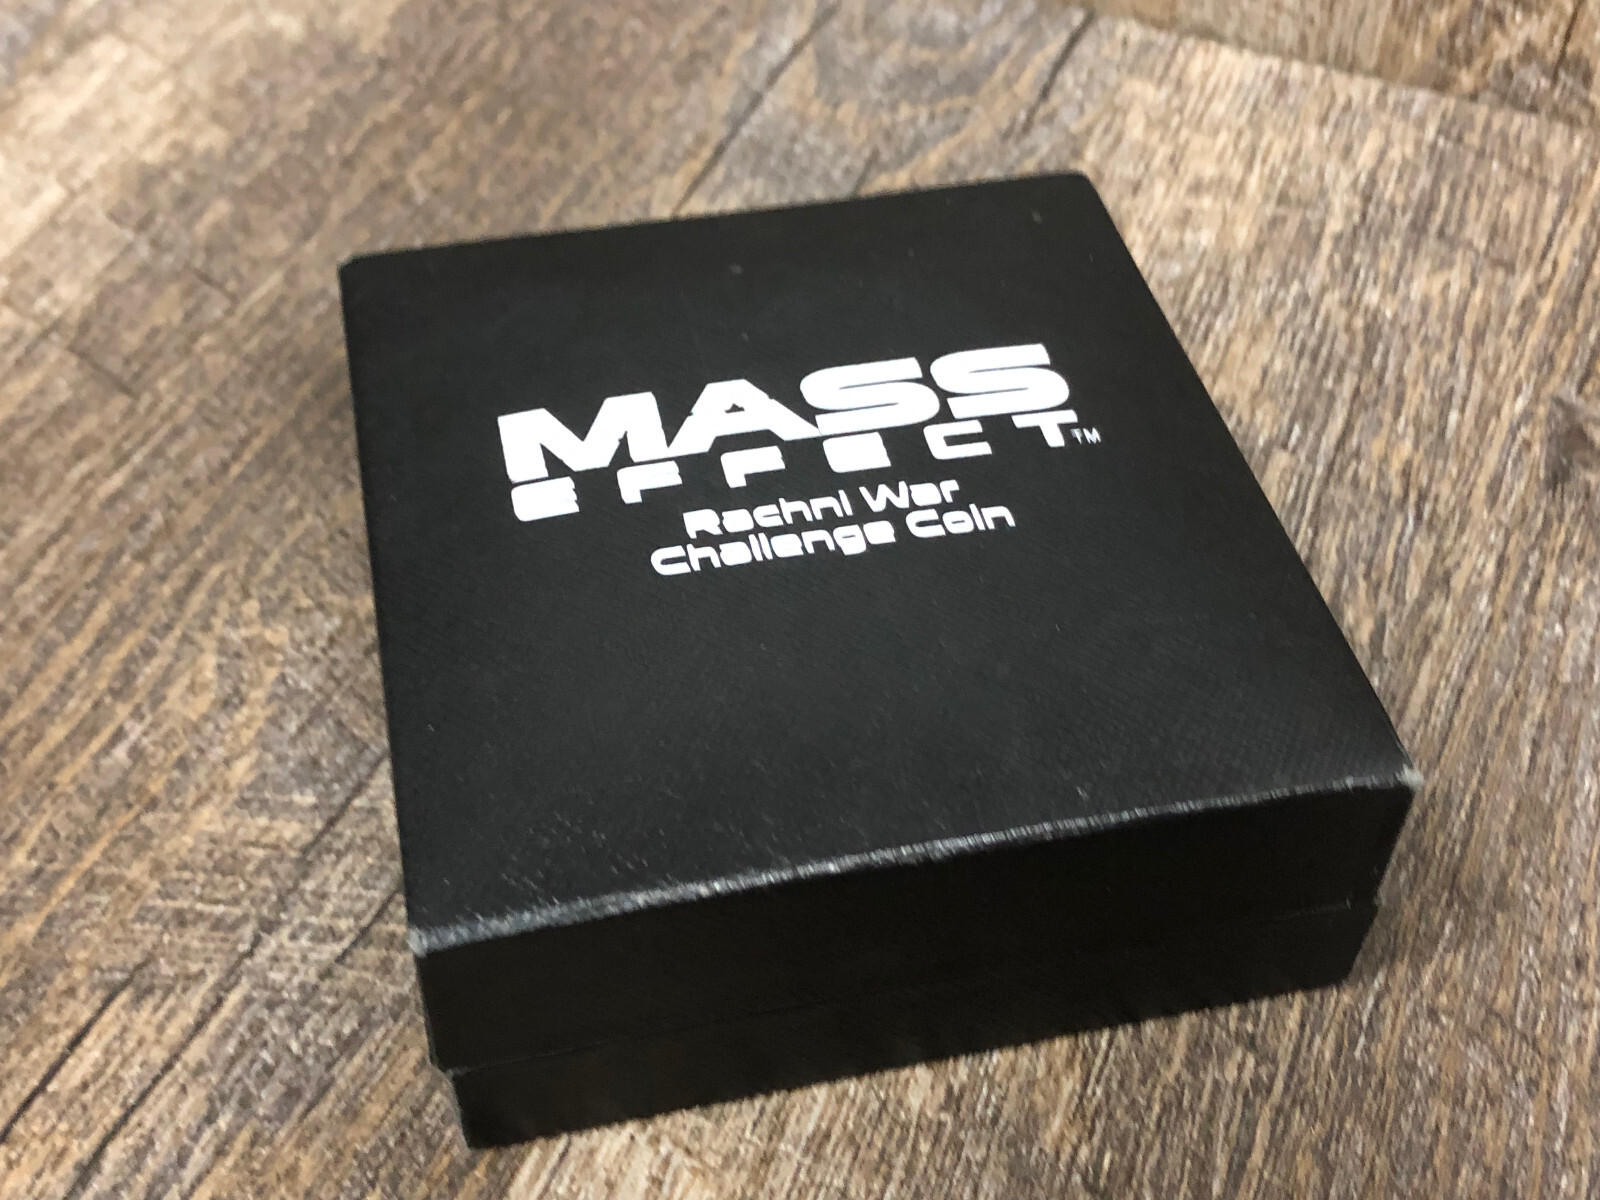 MASS
EFFECT™
Rachni War
Challenge Coin